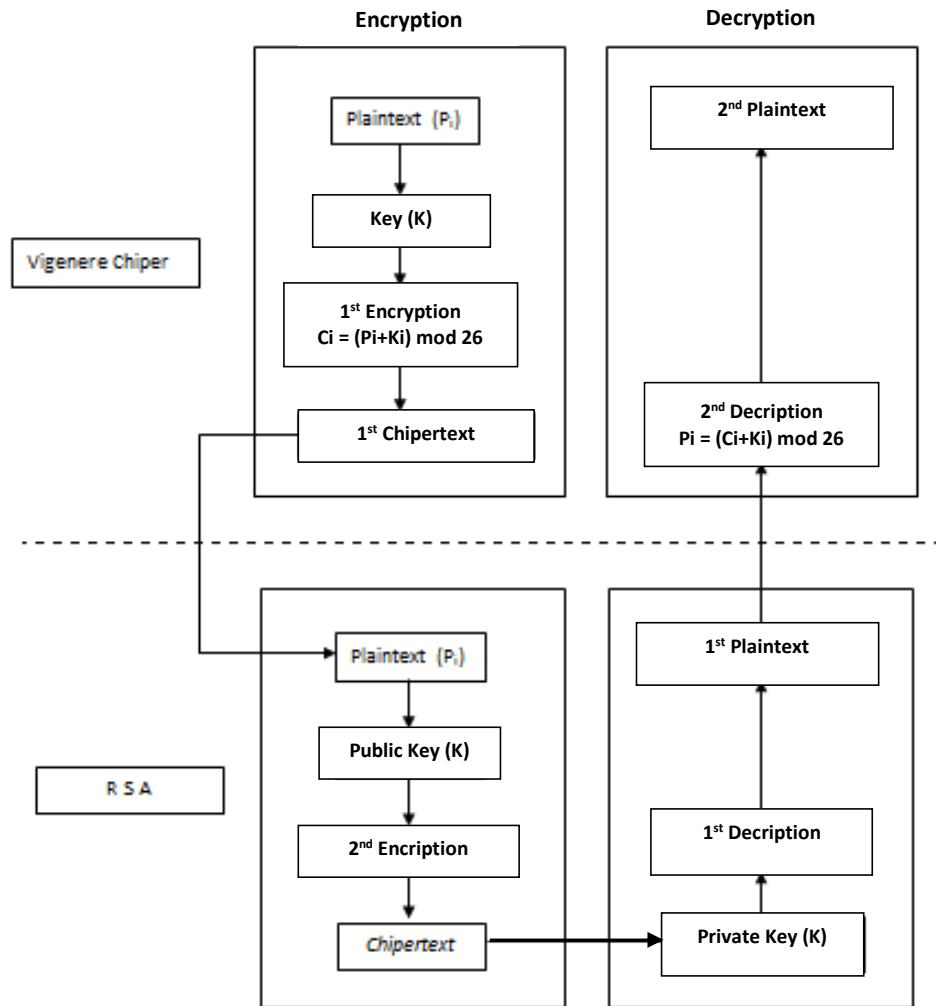 Encryption
Decryption
Plaintext (Pᵢ)
Key (K)
1st Encryption
Ci = (Pi+Ki) mod 26
1st Chipertext
2nd Plaintext
2nd Decription
Pi = (Ci+Ki) mod 26
Vigenere Chiper
Plaintext (Pᵢ)
Public Key (K)
2nd Encription
Chipertext
1st Plaintext
1st Decription
Private Key (K)
R S A